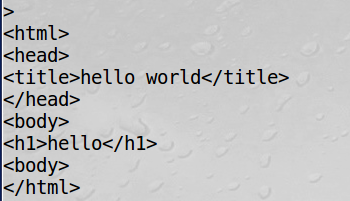 >
<html>
<head>
<title>hello world</title>
</head>
<body>
<h1>hello</h1>
<body>
</html>